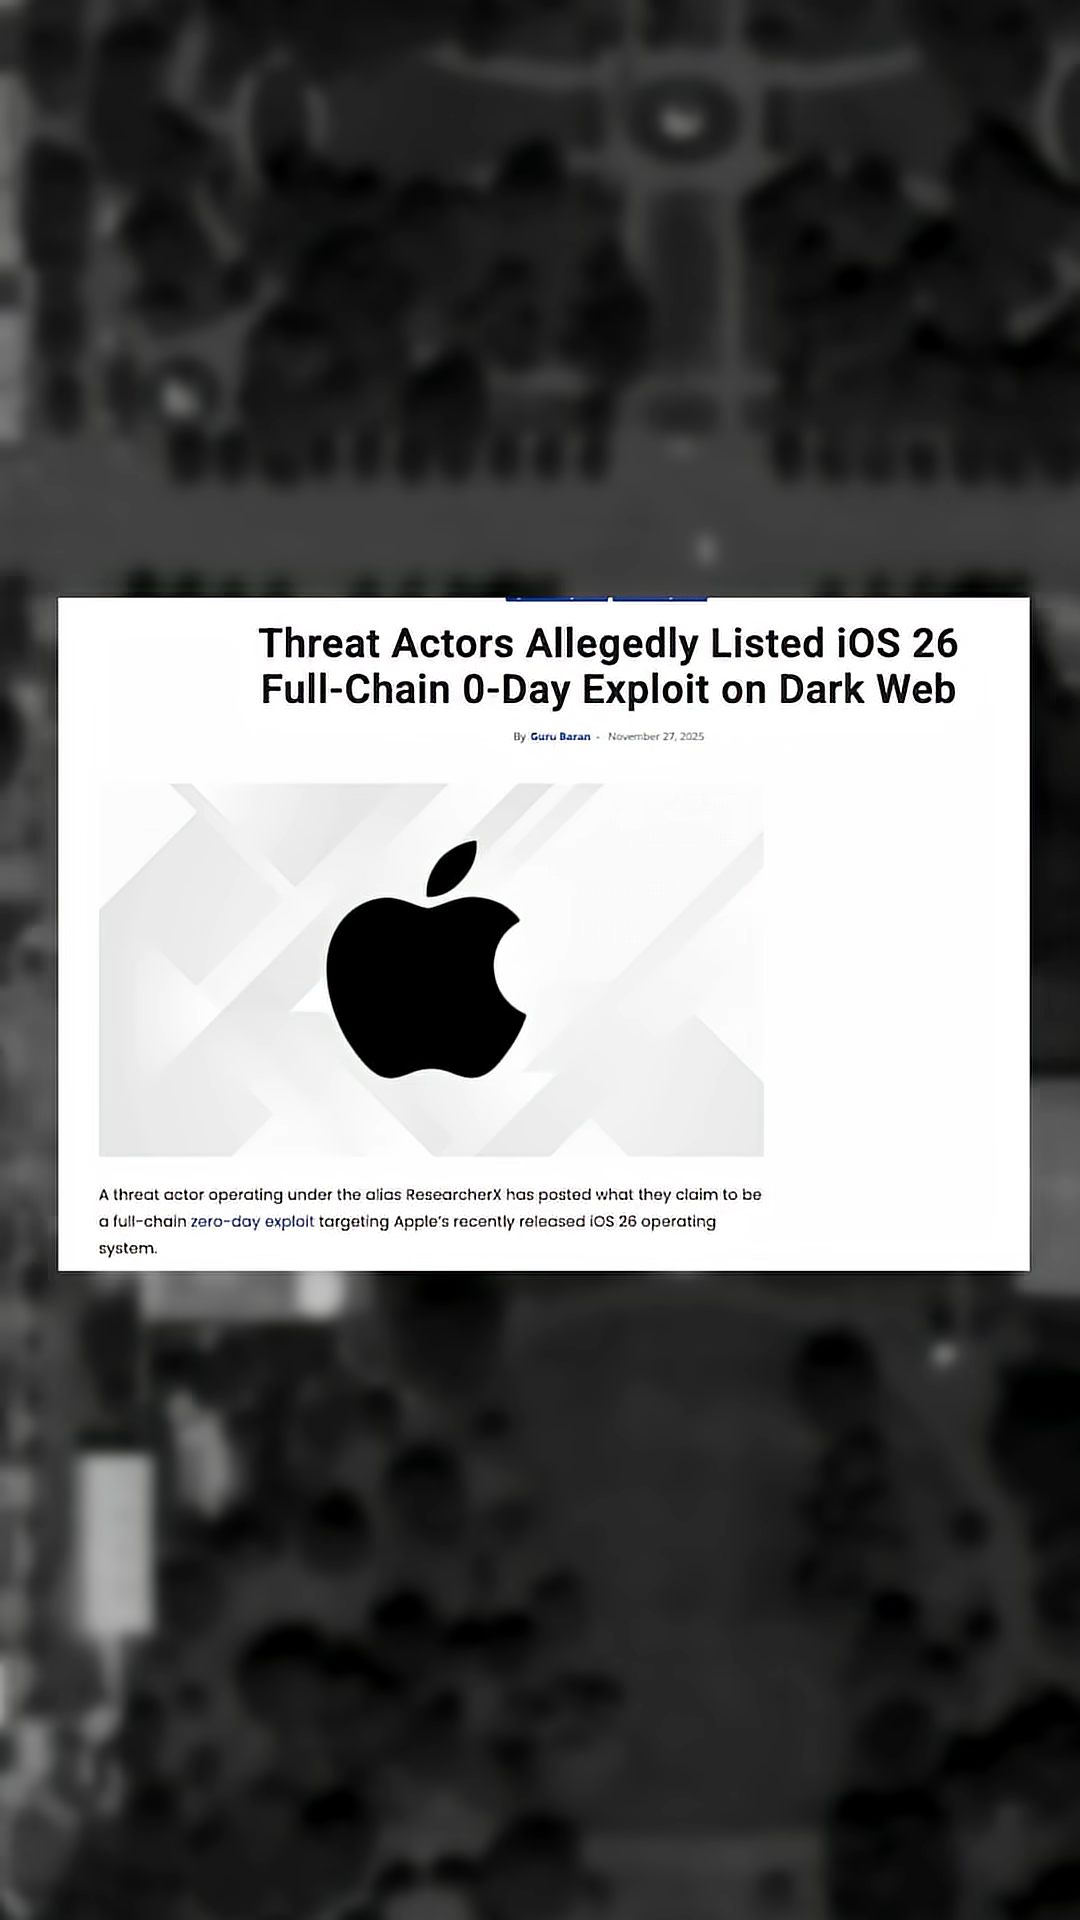 Threat Actors Allegedly Listed iOS 26
Full-Chain 0-Day Exploit on Dark Web
By Guru Baran - November 27, 2025
A threat actor operating under the alias ResearcherX has posted what they claim to be
a full-chain zero-day exploit targeting Apple's recently released iOS 26 operating
system.